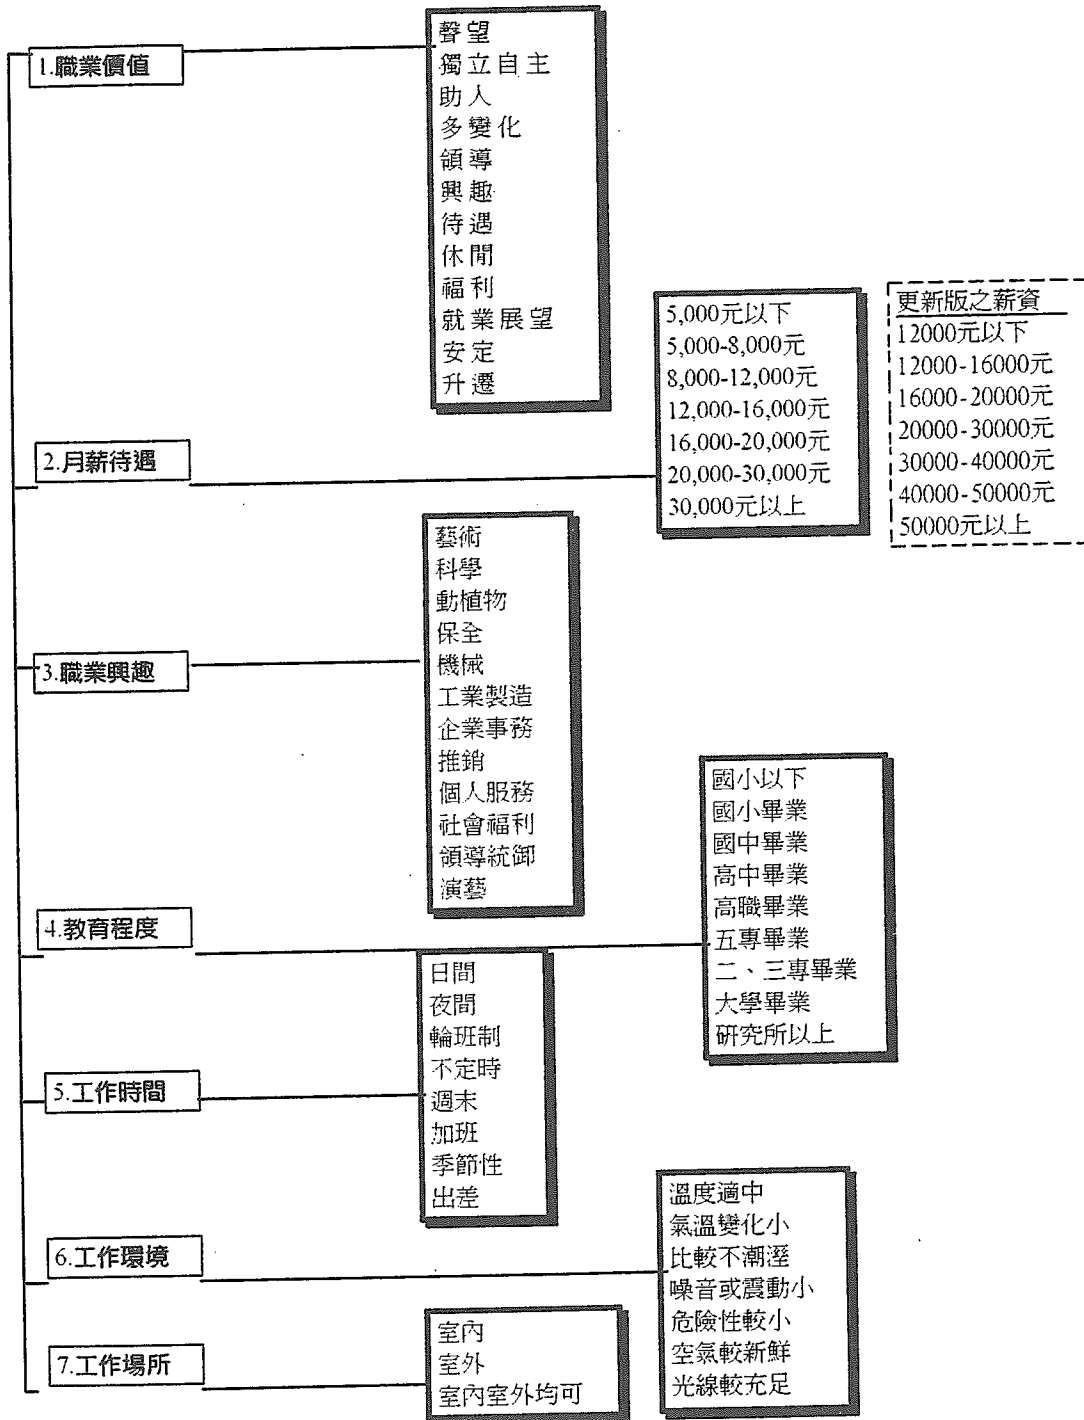 1.職業價值
聲望
獨立自主
助人
多變化
領導
興趣
待遇
休閒
福利
就業展望
安定
升遷
2.月薪待遇
5,000元以下
5,000-8,000元
8,000-12,000元
12,000-16,000元
16,000-20,000元
20,000-30,000元
30,000元以上
更新版之薪資
12000元以下
12000-16000元
16000-20000元
20000-30000元
30000-40000元
40000-50000元
50000元以上
3.職業興趣
藝術
科學
動植物
保全
機械
工業製造
企業事務
推銷
個人服務
社會福利
領導統御
演藝
4.教育程度
國小以下
國小畢業
國中畢業
高中畢業
高職畢業
五專畢業
二、三專畢業
大學畢業
研究所以上
5.工作時間
日間
夜間
輪班制
不定時
週末
加班
季節性
出差
6.工作環境
溫度適中
氣溫變化小
比較不潮溼
噪音或震動小
危險性較小
空氣較新鮮
光線較充足
7.工作場所
室內
室外
室內室外均可